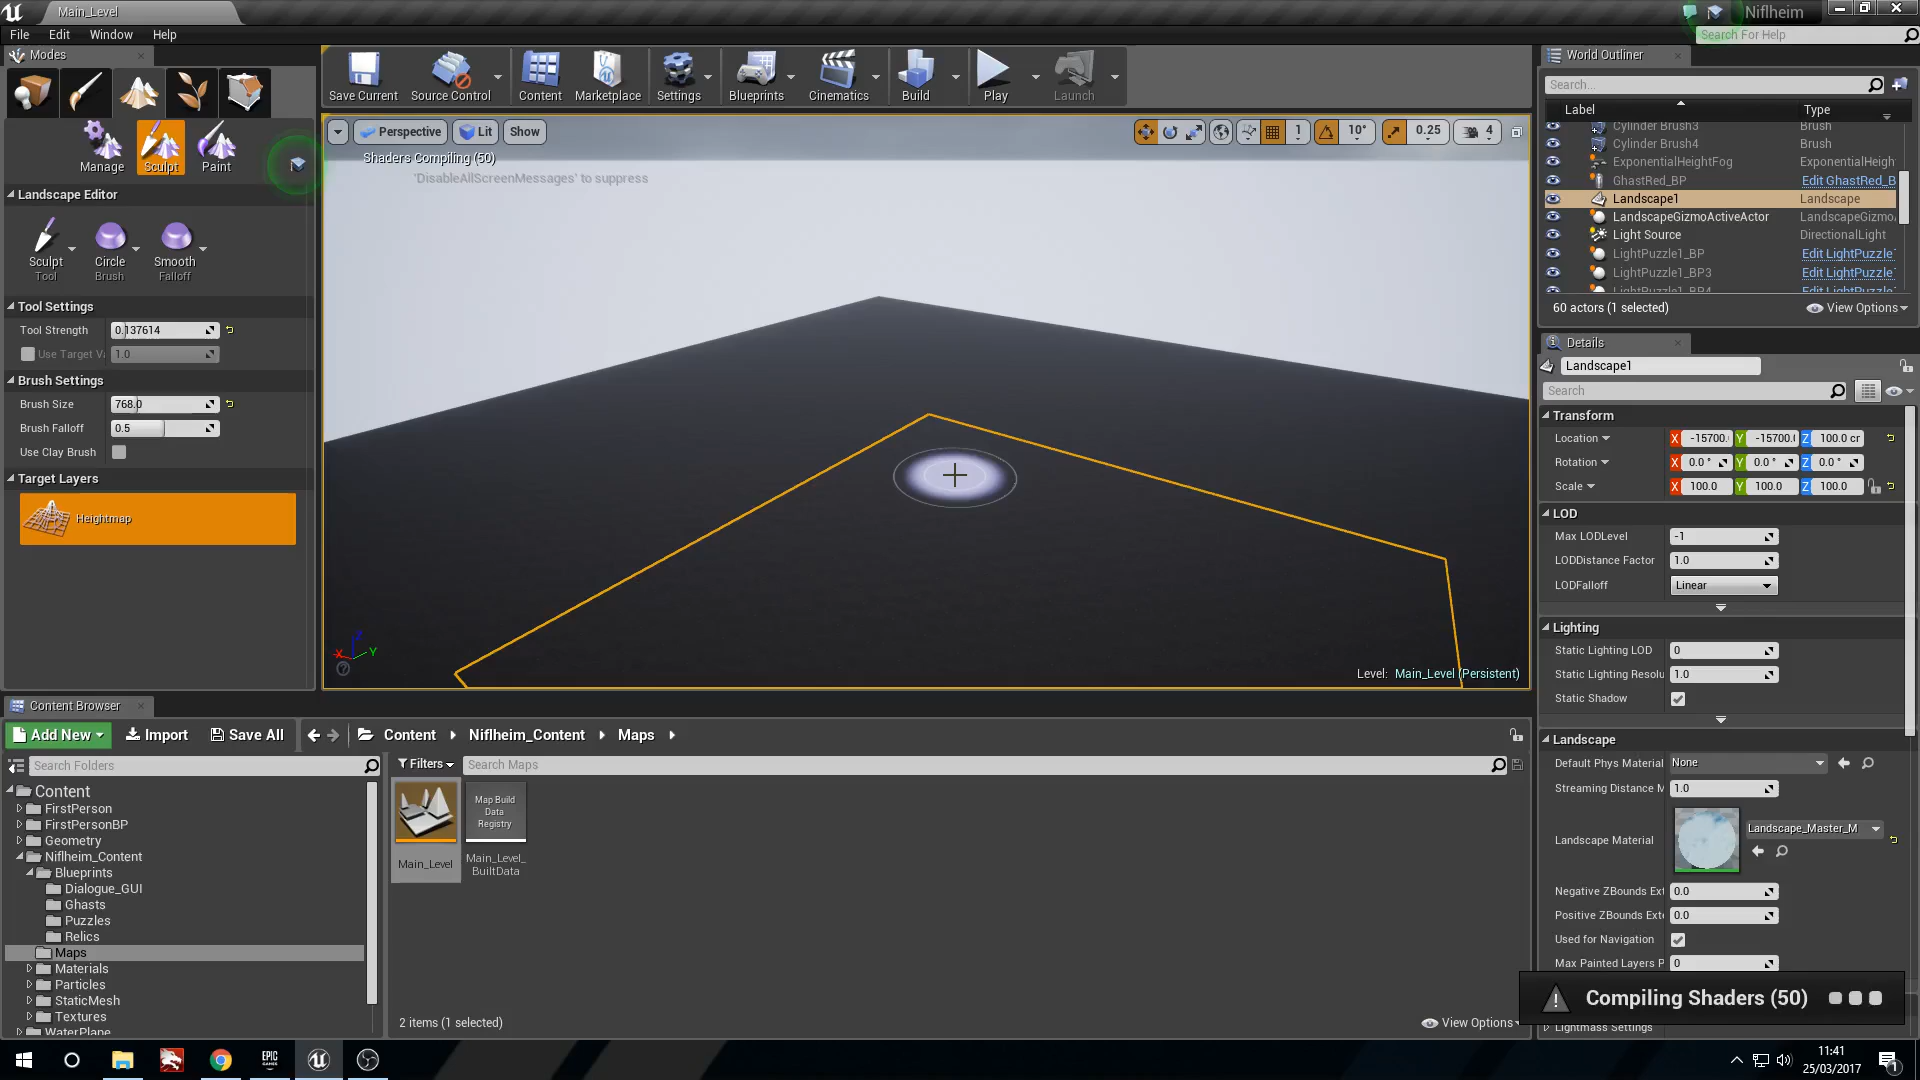 Main_Level
Niflheim
File Edit Window Help
Search For Help
Modes
Manage Sculpt Paint
Landscape Editor
Sculpt Circle Smooth
Tool Brush Falloff
Tool Settings
Tool Strength 0.137614
Use Target Va 1.0
Brush Settings
Brush Size 768.0
Brush Falloff 0.5
Use Clay Brush
Target Layers
Heightmap
Save Current Source Control Content Marketplace Settings Blueprints Cinematics Build Play Launch
Perspective Lit Show
1 10° 0.25 4
Shaders Compiling (50)
'DisableAllScreenMessages' to suppress
Z
X Y
Level: Main_Level (Persistent)
World Outliner
Search...
Label Type
Cylinder Brush3 Brush
Cylinder Brush4 Brush
ExponentialHeightFog ExponentialHeigh
GhastRed_BP Edit GhastRed_B
Landscape1 Landscape
LandscapeGizmoActiveActor LandscapeGizmo
Light Source DirectionalLight
LightPuzzle1_BP Edit LightPuzzle
LightPuzzle1_BP3 Edit LightPuzzle
LightPuzzle1_BP4 Edit LightPuzzle
60 actors (1 selected) View Options
Details
Landscape1
Search
Transform
Location X -15700. Y -15700. Z 100.0 cr
Rotation X 0.0 ° Y 0.0 ° Z 0.0 °
Scale X 100.0 Y 100.0 Z 100.0
LOD
Max LODLevel -1
LODDistance Factor 1.0
LODFalloff Linear
Lighting
Static Lighting LOD 0
Static Lighting Resolu 1.0
Static Shadow
Landscape
Default Phys Material None
Streaming Distance M 1.0
Landscape Material Landscape_Master_M
Negative ZBounds Ext 0.0
Positive ZBounds Exte 0.0
Used for Navigation
Max Painted Layers P 0
Compiling Shaders (50)
Lightmass Settings
Content Browser
Add New Import Save All Content Niflheim_Content Maps
Search Folders
Filters Search Maps
Content
FirstPerson
FirstPersonBP
Geometry
Niflheim_Content
Blueprints
Dialogue_GUI
Ghasts
Puzzles
Relics
Maps
Materials
Particles
StaticMesh
Textures
WaterPlane
Main_Level
Map Build
Data
Registry
Main_Level_
BuiltData
2 items (1 selected) View Options
EPIC
GAMES
11:41
25/03/2017
1